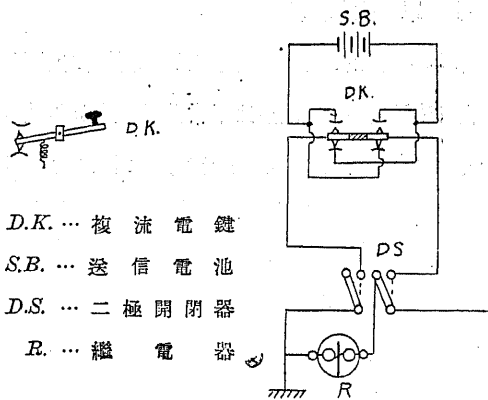 S.B.
D.K.
D.K.
D.K. … 複流電鍵
S.B. … 送信電池
D.S. … 二極開閉器
R. … 繼電器
DS
R